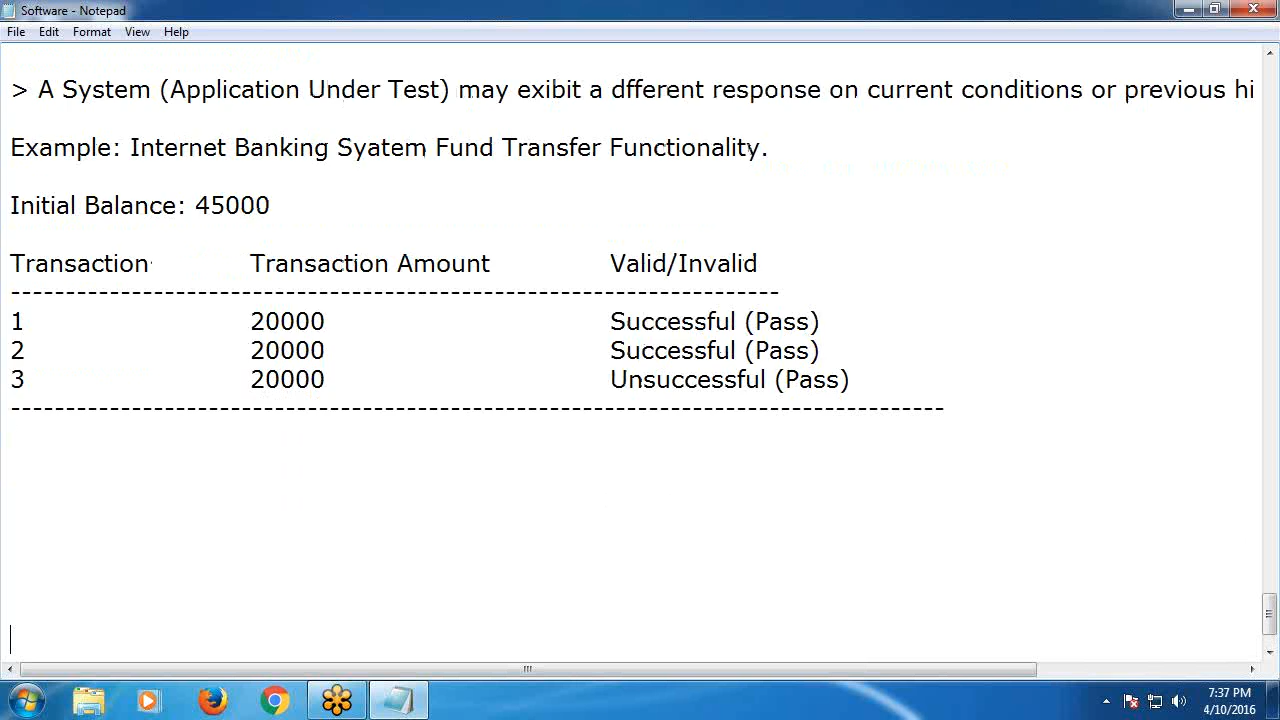 Software - Notepad
File Edit Format View Help
> A System (Application Under Test) may exibit a dfferent response on current conditions or previous hi
Example: Internet Banking Syatem Fund Transfer Functionality.
Initial Balance: 45000
Transaction Transaction Amount Valid/Invalid
----------------------------------------------------------------------
1 20000 Successful (Pass)
2 20000 Successful (Pass)
3 20000 Unsuccessful (Pass)
-------------------------------------------------------------------------------------
7:37 PM
4/10/2016